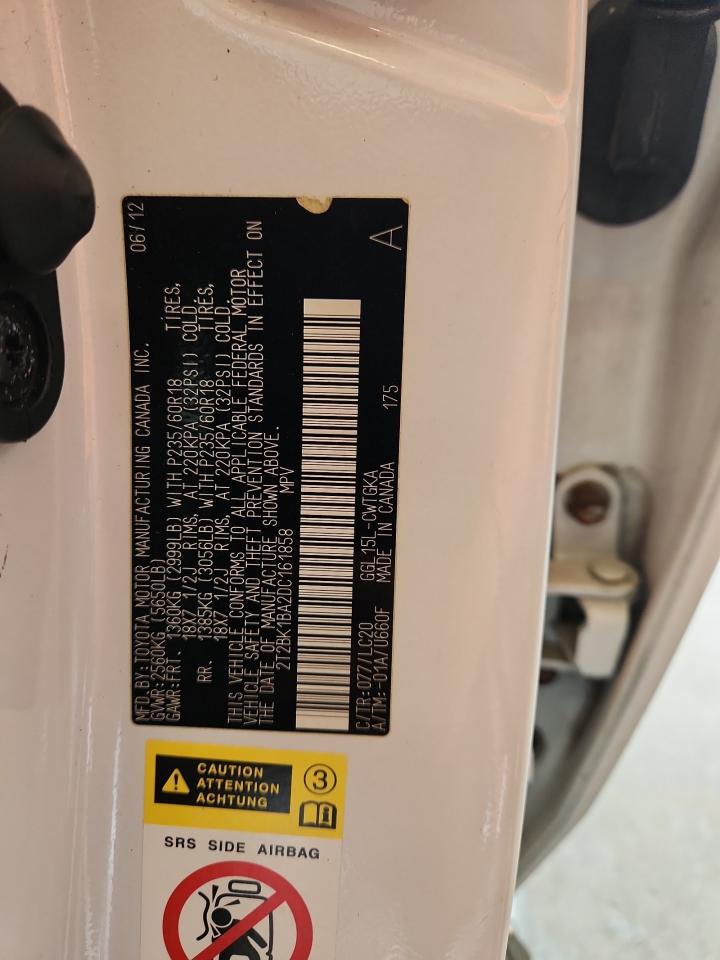 MFD.BY:TOYOTA MOTOR MANUFACTURING CANADA INC. 06/12
GVWR:2560KG(5650LB)
GAWR:FRT. 1360KG(2999LB)WITH P235/60R18 TIRES,
18X7 1/2J RIMS, AT 220KPA(32PSI) COLD.
RR. 1385KG(3058LB)WITH P235/60R18 TIRES,
18X7 1/2J RIMS, AT 220KPA(32PSI) COLD.
THIS VEHICLE CONFORMS TO ALL APPLICABLE FEDERAL MOTOR
VEHICLE SAFETY AND THEFT PREVENTION STANDARDS IN EFFECT ON
THE DATE OF MANUFACTURE SHOWN ABOVE.
2T2BK1BA2DC161858 MPV
C/TR:077/LC20 GGL15L-CWTGKA 175 A
A/TM:-01A/U660F MADE IN CANADA
CAUTION
ATTENTION
ACHTUNG
3
SRS SIDE AIRBAG